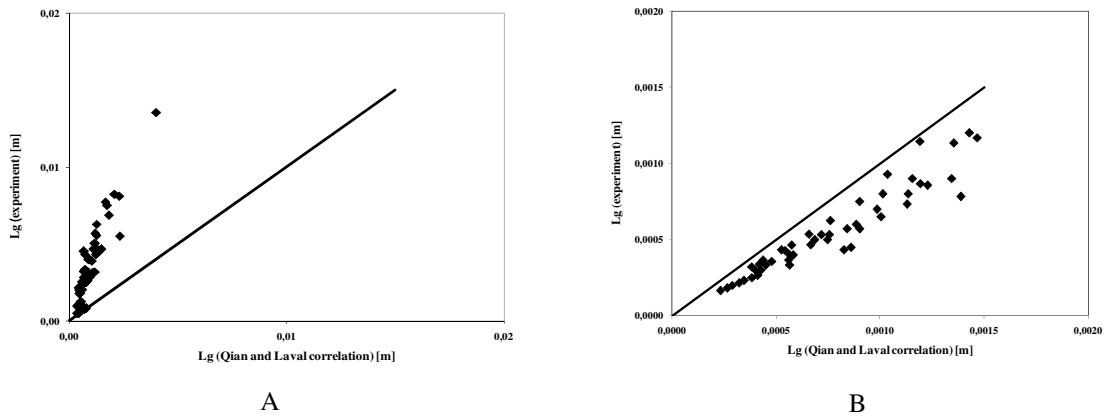 0,02
0,01
0,00
0,00
0,01
0,02
Lg (experiment) [m]
Lg (Qian and Laval correlation) [m]
A
0,0020
0,0015
0,0010
0,0005
0,0000
0,0000
0,0005
0,0010
0,0015
0,0020
Lg (experiment) [m]
Lg (Qian and Laval correlation) [m]
B